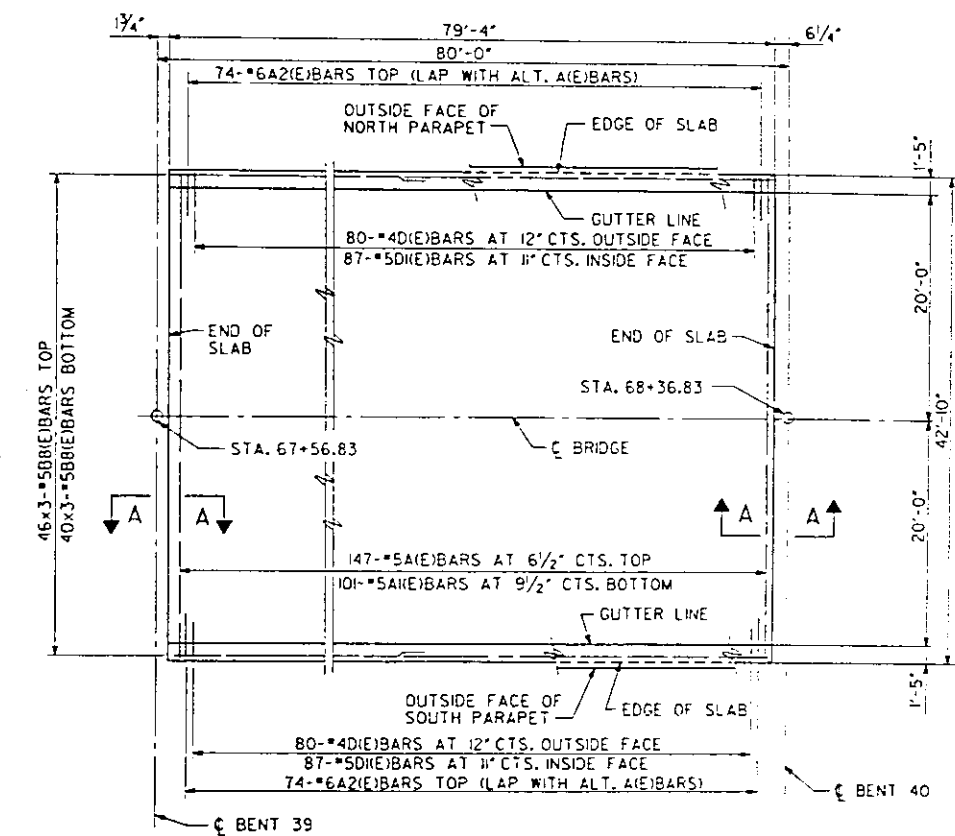 1¾"
79'-4"
6¼"
80'-0"
74-#6A2(E)BARS TOP (LAP WITH ALT. A(E)BARS)
OUTSIDE FACE OF
NORTH PARAPET
EDGE OF SLAB
1'-5"
GUTTER LINE
80-#4D(E)BARS AT 12" CTS. OUTSIDE FACE
87-#5D1(E)BARS AT 11" CTS. INSIDE FACE
20'-0"
END OF
SLAB
END OF SLAB
46x3-#5B8(E)BARS TOP
40x3-#5B8(E)BARS BOTTOM
STA. 68+36.83
42'-10"
STA. 67+56.83
℄ BRIDGE
A
A
A
A
20'-0"
147-#5A(E)BARS AT 6½" CTS. TOP
101-#5A1(E)BARS AT 9½" CTS. BOTTOM
GUTTER LINE
OUTSIDE FACE OF
SOUTH PARAPET
EDGE OF SLAB
1'-5"
80-#4D(E)BARS AT 12" CTS. OUTSIDE FACE
87-#5D1(E)BARS AT 11" CTS. INSIDE FACE
74-#6A2(E)BARS TOP (LAP WITH ALT. A(E)BARS)
℄ BENT 40
℄ BENT 39